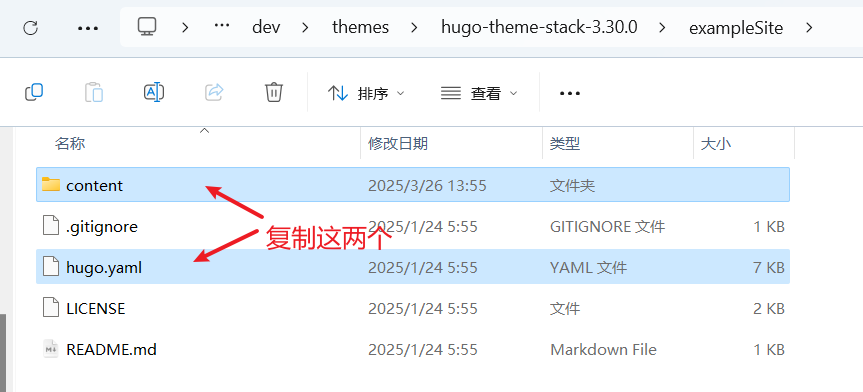 ... dev > themes > hugo-theme-stack-3.30.0 > exampleSite >
排序 查看 ...
名称 修改日期 类型 大小
content 2025/3/26 13:55 文件夹
.gitignore 2025/1/24 5:55 GITIGNORE 文件 1 KB
复制这两个
hugo.yaml 2025/1/24 5:55 YAML 文件 7 KB
LICENSE 2025/1/24 5:55 文件 2 KB
README.md 2025/1/24 5:55 Markdown File 1 KB